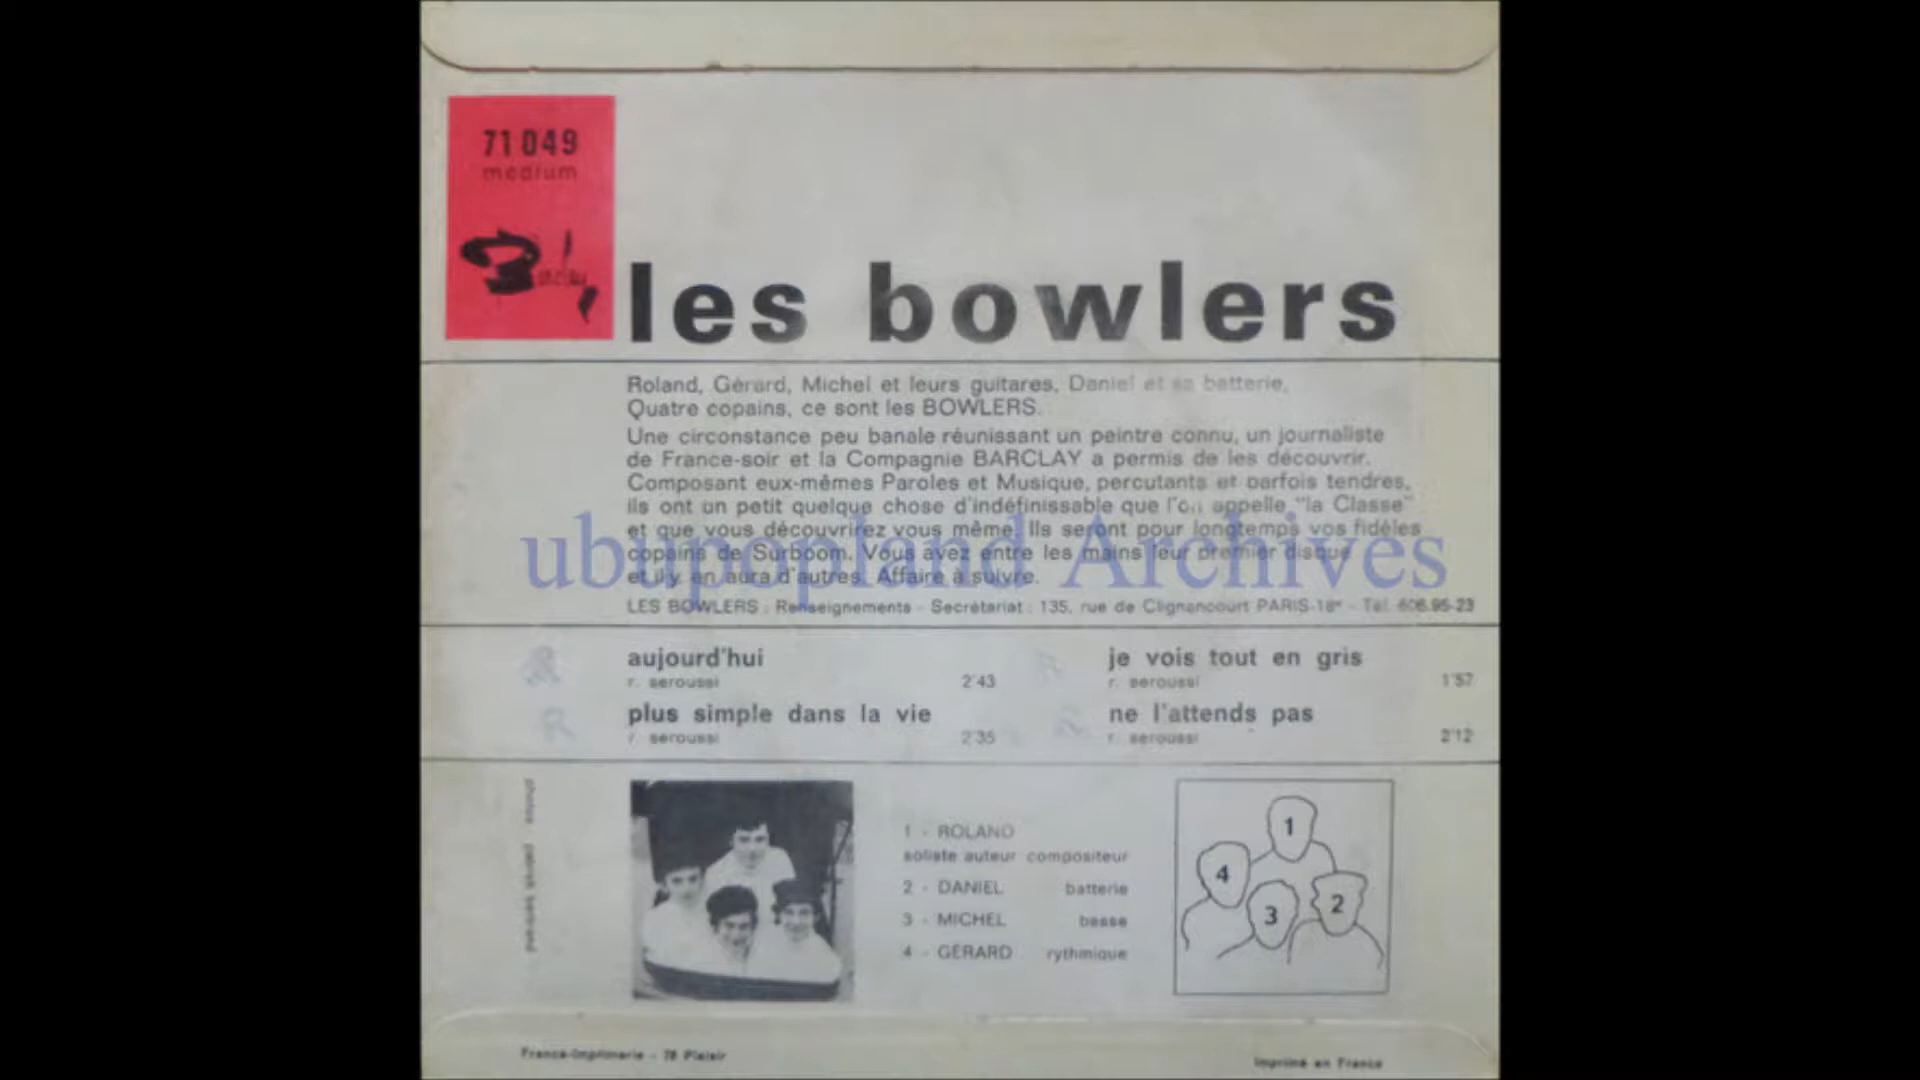 71 049
medium
Barclay
les bowlers
Roland, Gérard, Michel et leurs guitares, Daniel et sa batterie,
Quatre copains, ce sont les BOWLERS.
Une circonstance peu banale réunissant un peintre connu, un journaliste
de France-soir et la Compagnie BARCLAY a permis de les découvrir.
Composant eux-mêmes Paroles et Musique, percutants et parfois tendres,
ils ont un petit quelque chose d'indéfinissable que l'on appelle "la Classe"
et que vous découvrirez vous même. Ils seront pour longtemps vos fidèles
copains de Surboom. Vous avez entre les mains leur premier disque
et il y en aura d'autres. Affaire à suivre.
ubupopland Archives
LES BOWLERS : Renseignements - Secrétariat : 135, rue de Clignancourt PARIS-18e - Tél. 606.95-23
aujourd'hui
r. seroussi 2'43
plus simple dans la vie
r. seroussi 2'35
je vois tout en gris
r. seroussi 1'57
ne l'attends pas
r. seroussi 2'12
photos : patrick bertrand
1 - ROLAND
soliste auteur compositeur
2 - DANIEL batterie
3 - MICHEL basse
4 - GÉRARD rythmique
1
4
3
2
France-Imprimerie - 78 Plaisir
Imprimé en France